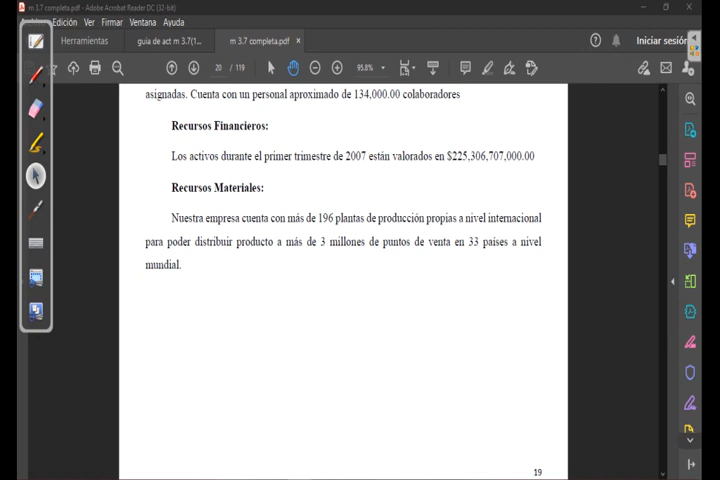 m 3.7 completa.pdf - Adobe Acrobat Reader DC (32-bit)
Edición Ver Firmar Ventana Ayuda
Herramientas guia de act m 3.7(1... m 3.7 completa.pdf × Iniciar sesión
20 / 119 95.8%
asignadas. Cuenta con un personal aproximado de 134,000.00 colaboradores
Recursos Financieros:
Los activos durante el primer trimestre de 2007 están valorados en $225,306,707,000.00
Recursos Materiales:
Nuestra empresa cuenta con más de 196 plantas de producción propias a nivel internacional
para poder distribuir producto a más de 3 millones de puntos de venta en 33 países a nivel
mundial.
19